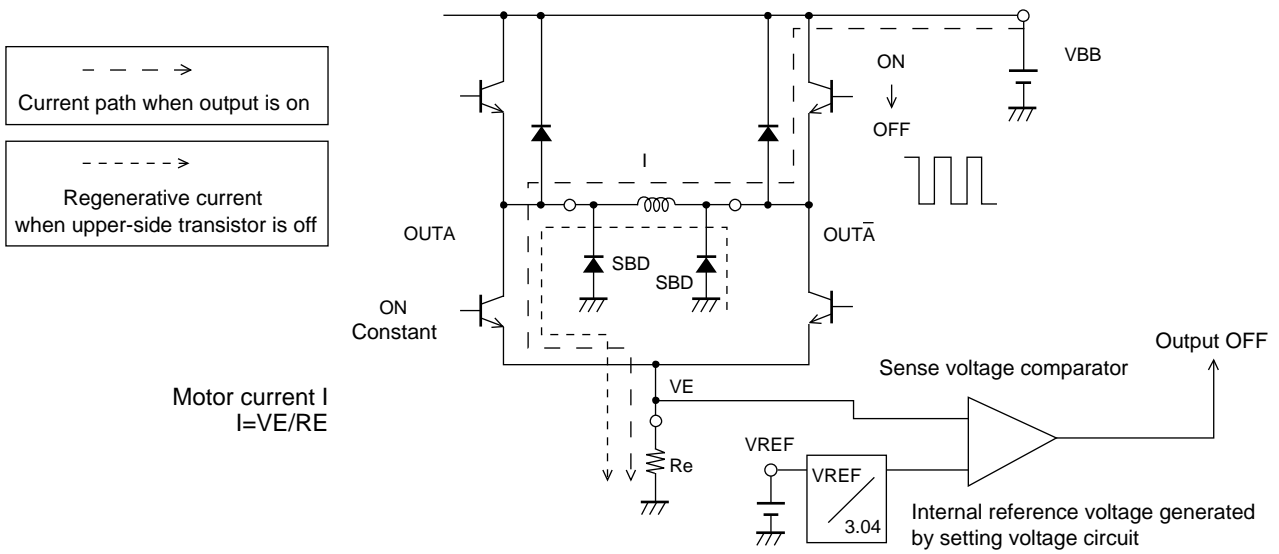 Current path when output is on
Regenerative current
when upper-side transistor is off
VBB
ON
OFF
I
OUTA
OUTA̅
SBD
SBD
ON
Constant
Motor current I
I=VE/RE
VE
Re
Sense voltage comparator
Output OFF
VREF
VREF
3.04
Internal reference voltage generated
by setting voltage circuit